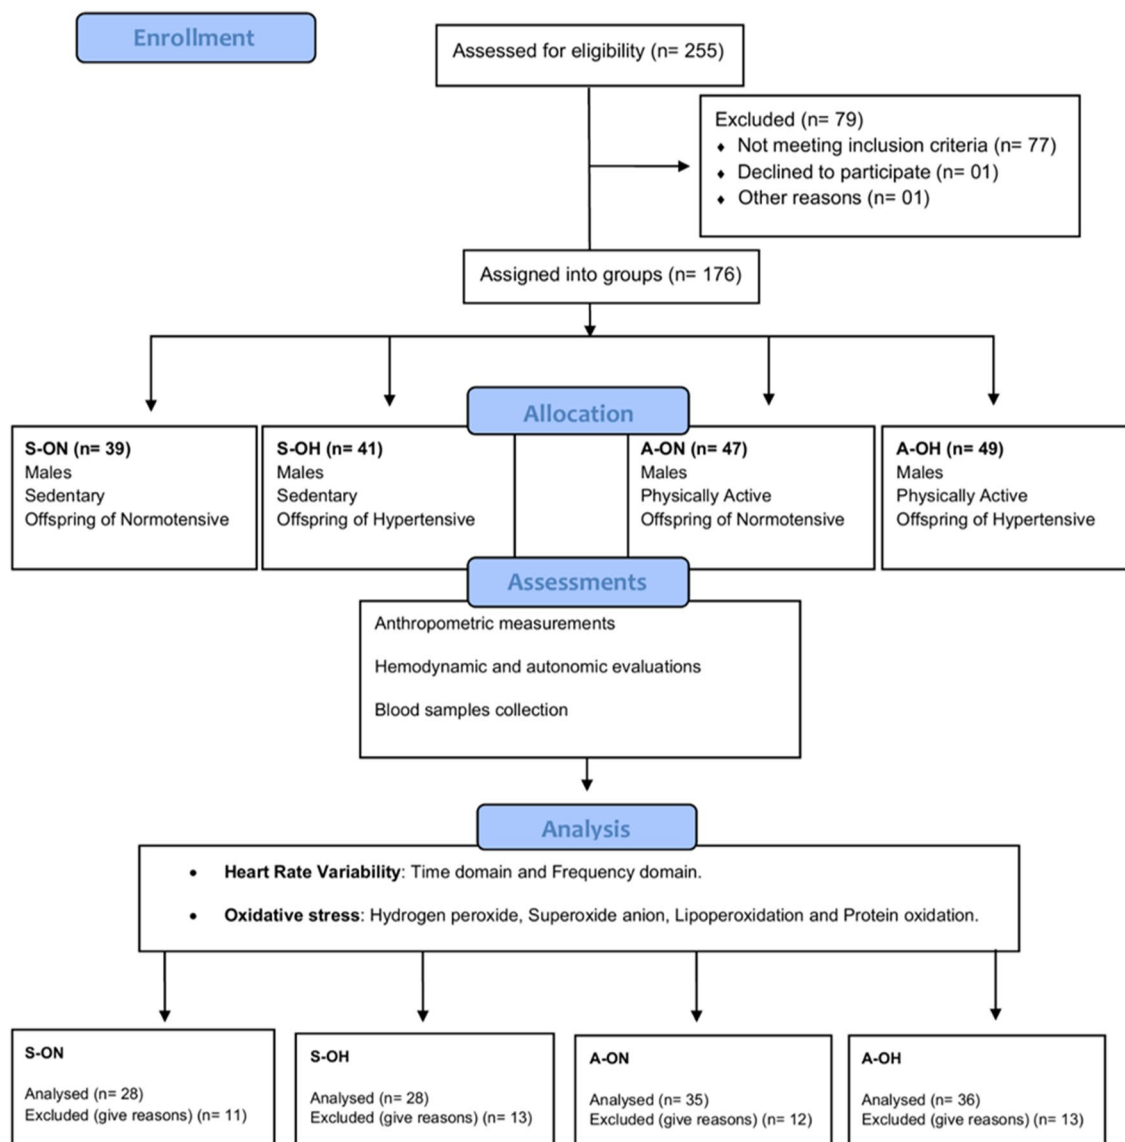 Enrollment
Assessed for eligibility (n= 255)
Excluded (n= 79)
♦ Not meeting inclusion criteria (n= 77)
♦ Declined to participate (n= 01)
♦ Other reasons (n= 01)
Assigned into groups (n= 176)
Allocation
S-ON (n= 39)
Males
Sedentary
Offspring of Normotensive
S-OH (n= 41)
Males
Sedentary
Offspring of Hypertensive
A-ON (n= 47)
Males
Physically Active
Offspring of Normotensive
A-OH (n= 49)
Males
Physically Active
Offspring of Hypertensive
Assessments
Anthropometric measurements
Hemodynamic and autonomic evaluations
Blood samples collection
Analysis
• Heart Rate Variability: Time domain and Frequency domain.
• Oxidative stress: Hydrogen peroxide, Superoxide anion, Lipoperoxidation and Protein oxidation.
S-ON
Analysed (n= 28)
Excluded (give reasons) (n= 11)
S-OH
Analysed (n= 28)
Excluded (give reasons) (n= 13)
A-ON
Analysed (n= 35)
Excluded (give reasons) (n= 12)
A-OH
Analysed (n= 36)
Excluded (give reasons) (n= 13)